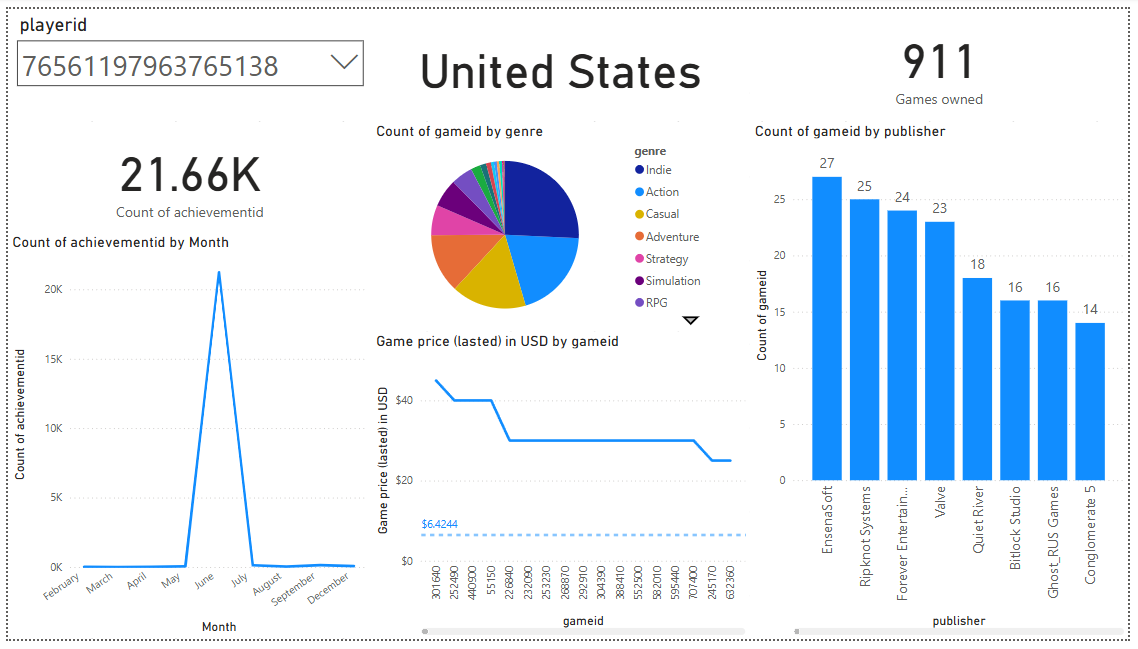 playerid
76561197963765138
United States
911
Games owned
21.66K
Count of achievementid
Count of achievementid by Month
Count of achievementid
20K
15K
10K
5K
0K
February
March
April
May
June
July
August
September
December
Month
Count of gameid by genre
genre
Indie
Action
Casual
Adventure
Strategy
Simulation
RPG
Game price (lasted) in USD by gameid
Game price (lasted) in USD
$40
$20
$6.4244
$0
301640
252490
440900
55150
226840
232090
253230
268870
292910
304390
388410
552500
582010
595440
707400
245170
632360
gameid
Count of gameid by publisher
Count of gameid
25
20
15
10
5
0
27
25
24
23
18
16
16
14
EnsenaSoft
Ripknot Systems
Forever Entertain...
Valve
Quiet River
Bitlock Studio
Ghost_RUS Games
Conglomerate 5
publisher